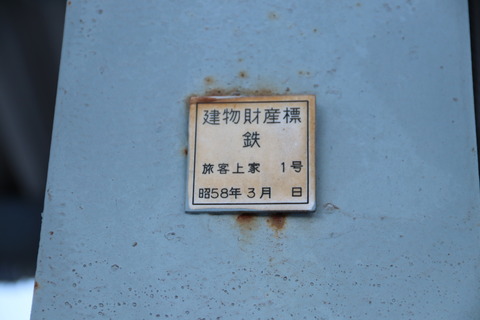 建物財産標
鉄
旅客上家 1号
昭58年3月 日